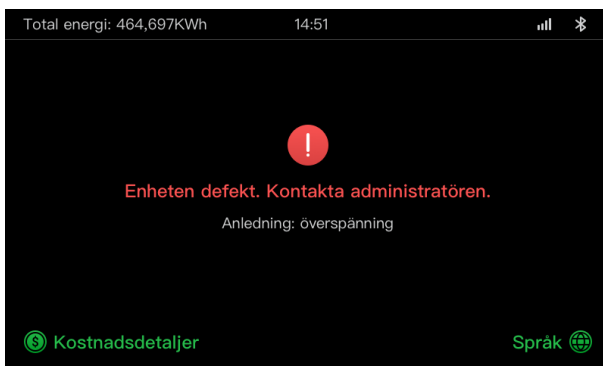 Total energi: 464,697KWh 14:51
Enheten defekt. Kontakta administratören.
Anledning: överspänning
Kostnadsdetaljer Språk